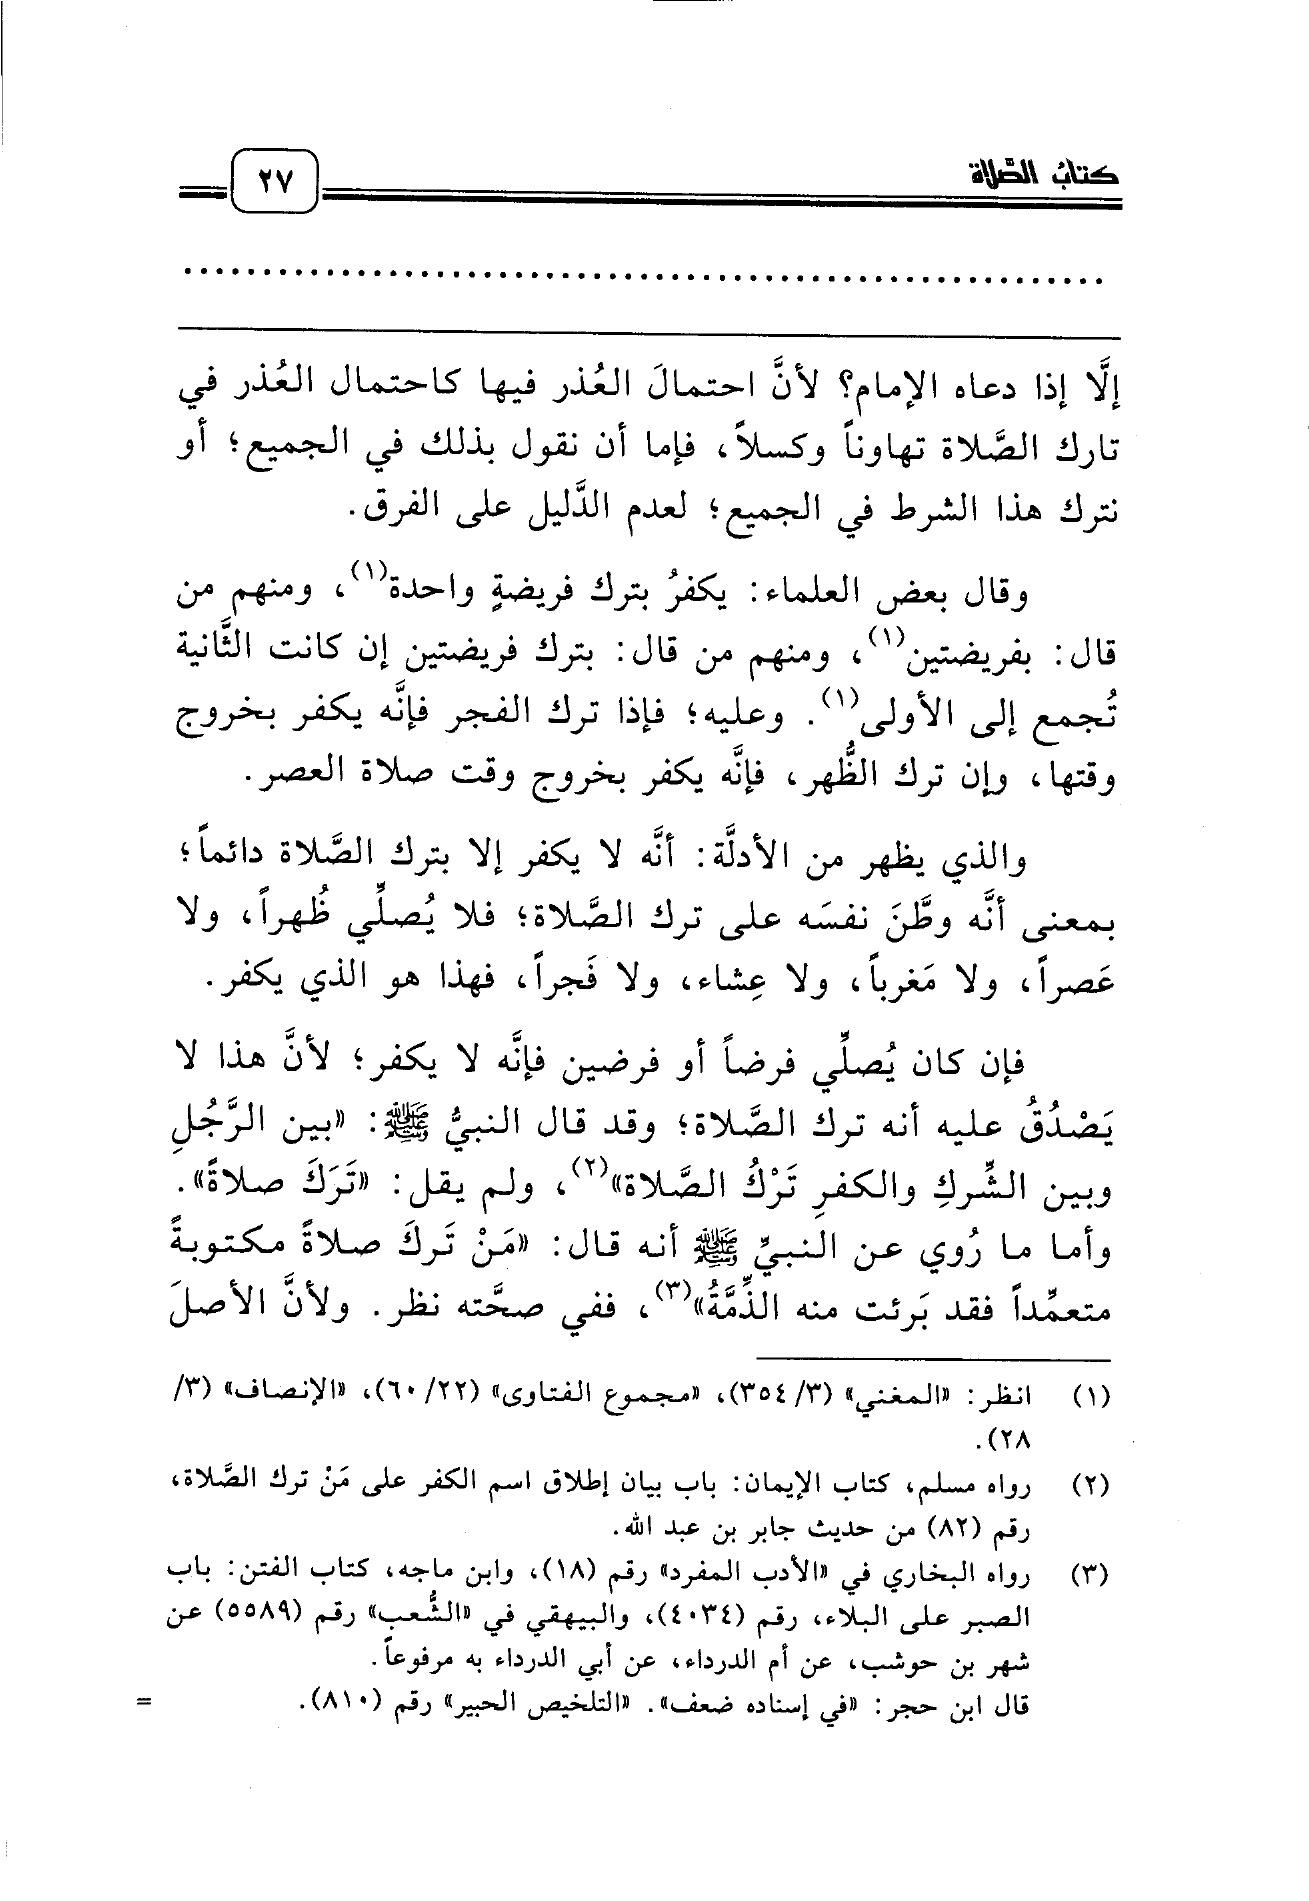 كتاب الصَّلاة
٢٧
إلَّا إذا دعاه الإمام؟ لأنَّ احتمالَ العُذر فيها كاحتمال العُذر في
تارك الصَّلاة تهاوناً وكسلاً، فإما أن نقول بذلك في الجميع؛ أو
نترك هذا الشرط في الجميع؛ لعدم الدَّليل على الفرق.
وقال بعض العلماء: يكفرُ بترك فريضةٍ واحدة(١)، ومنهم من
قال: بفريضتين(١)، ومنهم من قال: بترك فريضتين إن كانت الثَّانية
تُجمع إلى الأولى(١). وعليه؛ فإذا ترك الفجر فإنَّه يكفر بخروج
وقتها، وإن ترك الظُّهر، فإنَّه يكفر بخروج وقت صلاة العصر.
والذي يظهر من الأدلَّة: أنَّه لا يكفر إلا بترك الصَّلاة دائماً؛
بمعنى أنَّه وطَّنَ نفسَه على ترك الصَّلاة؛ فلا يُصلِّي ظُهراً، ولا
عَصراً، ولا مَغرباً، ولا عِشاء، ولا فَجراً، فهذا هو الذي يكفر.
فإن كان يُصلِّي فرضاً أو فرضين فإنَّه لا يكفر؛ لأنَّ هذا لا
يَصْدُقُ عليه أنه ترك الصَّلاة؛ وقد قال النبيُّ ﷺ: «بين الرَّجُلِ
وبين الشِّركِ والكفرِ تَرْكُ الصَّلاة»(٢)، ولم يقل: «تَرَكَ صلاةً».
وأما ما رُوي عن النبيِّ ﷺ أنه قال: «مَنْ تَركَ صلاةً مكتوبةً
متعمِّداً فقد بَرئت منه الذِّمَّةُ»(٣)، ففي صحَّته نظر. ولأنَّ الأصلَ
(١) انظر: «المغني» (٣/ ٣٥٤)، «مجموع الفتاوى» (٢٢/ ٦٠)، «الإنصاف» (٣/
٢٨).
(٢) رواه مسلم، كتاب الإيمان: باب بيان إطلاق اسم الكفر على مَنْ ترك الصَّلاة،
رقم (٨٢) من حديث جابر بن عبد الله.
(٣) رواه البخاري في «الأدب المفرد» رقم (١٨)، وابن ماجه، كتاب الفتن: باب
الصبر على البلاء، رقم (٤٠٣٤)، والبيهقي في «الشُّعب» رقم (٥٥٨٩) عن
شهر بن حوشب، عن أم الدرداء، عن أبي الدرداء به مرفوعاً.
قال ابن حجر: «في إسناده ضعف». «التلخيص الحبير» رقم (٨١٠). =